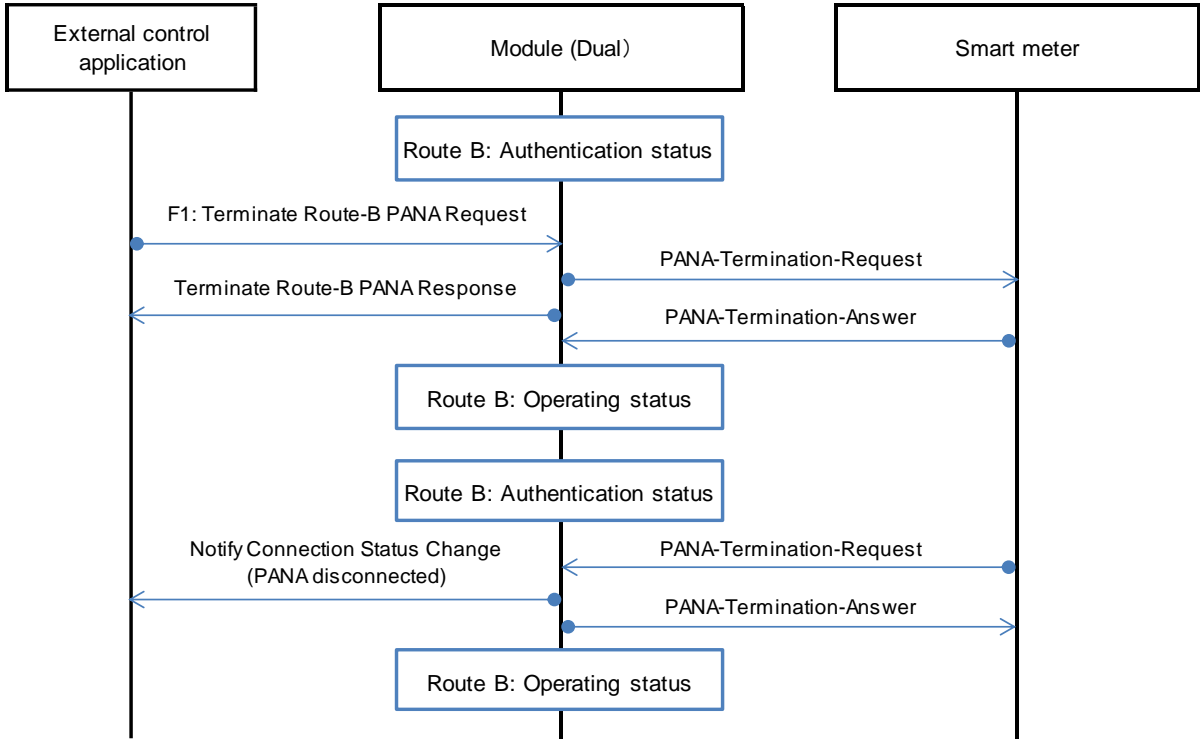 External control
application
Module (Dual）
Smart meter
Route B: Authentication status
F1: Terminate Route-B PANA Request
PANA-Termination-Request
Terminate Route-B PANA Response
PANA-Termination-Answer
Route B: Operating status
Route B: Authentication status
Notify Connection Status Change
(PANA disconnected)
PANA-Termination-Request
PANA-Termination-Answer
Route B: Operating status